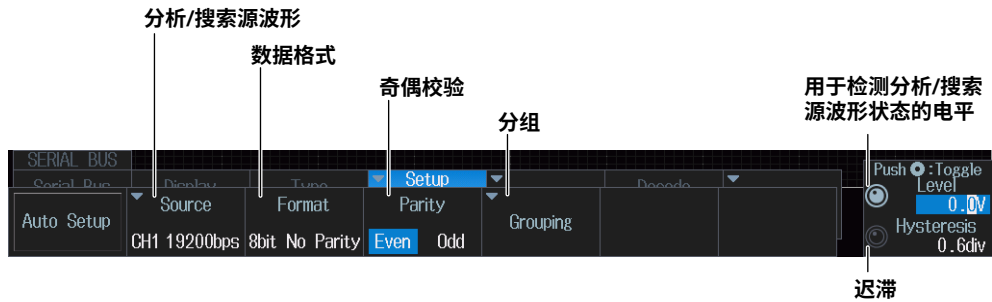 分析/搜索源波形
数据格式
奇偶校验
分组
用于检测分析/搜索
源波形状态的电平
SERIAL BUS
Serial Bus Display Type Setup Decode
Push :Toggle
Level
0.0V
Hysteresis
0.6div
Auto Setup
Source
CH1 19200bps
Format
8bit No Parity
Parity
Even Odd
Grouping
迟滞